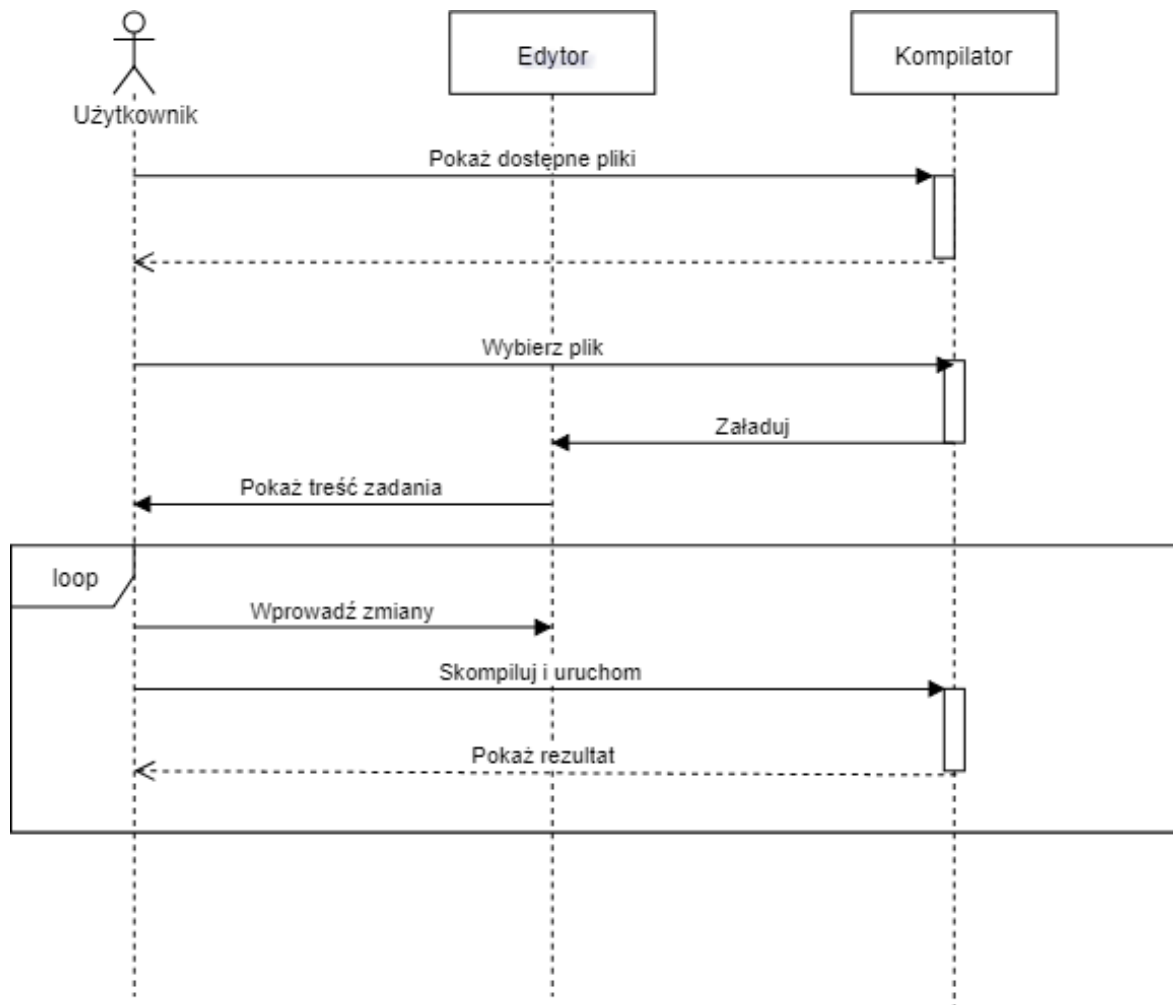 Użytkownik
Edytor
Kompilator
Pokaż dostępne pliki
Wybierz plik
Załaduj
Pokaż treść zadania
loop
Wprowadź zmiany
Skompiluj i uruchom
Pokaż rezultat